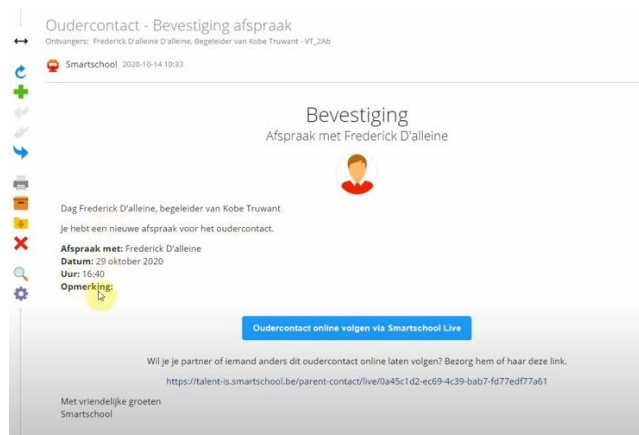 Oudercontact - Bevestiging afspraak
Ontvangers: Frederick D'alleine D'alleine, Begeleider van Kobe Truwant - VT_2Ab
Smartschool 2020-10-14 10:33
Bevestiging
Afspraak met Frederick D'alleine
Dag Frederick D'alleine, begeleider van Kobe Truwant
Je hebt een nieuwe afspraak voor het oudercontact.
Afspraak met: Frederick D'alleine
Datum: 29 oktober 2020
Uur: 16:40
Opmerking:
Oudercontact online volgen via Smartschool Live
Wil je je partner of iemand anders dit oudercontact online laten volgen? Bezorg hem of haar deze link.
https://talent-is.smartschool.be/parent-contact/live/0a45c1d2-ec69-4c39-bab7-fd77edf77a61
Met vriendelijke groeten
Smartschool